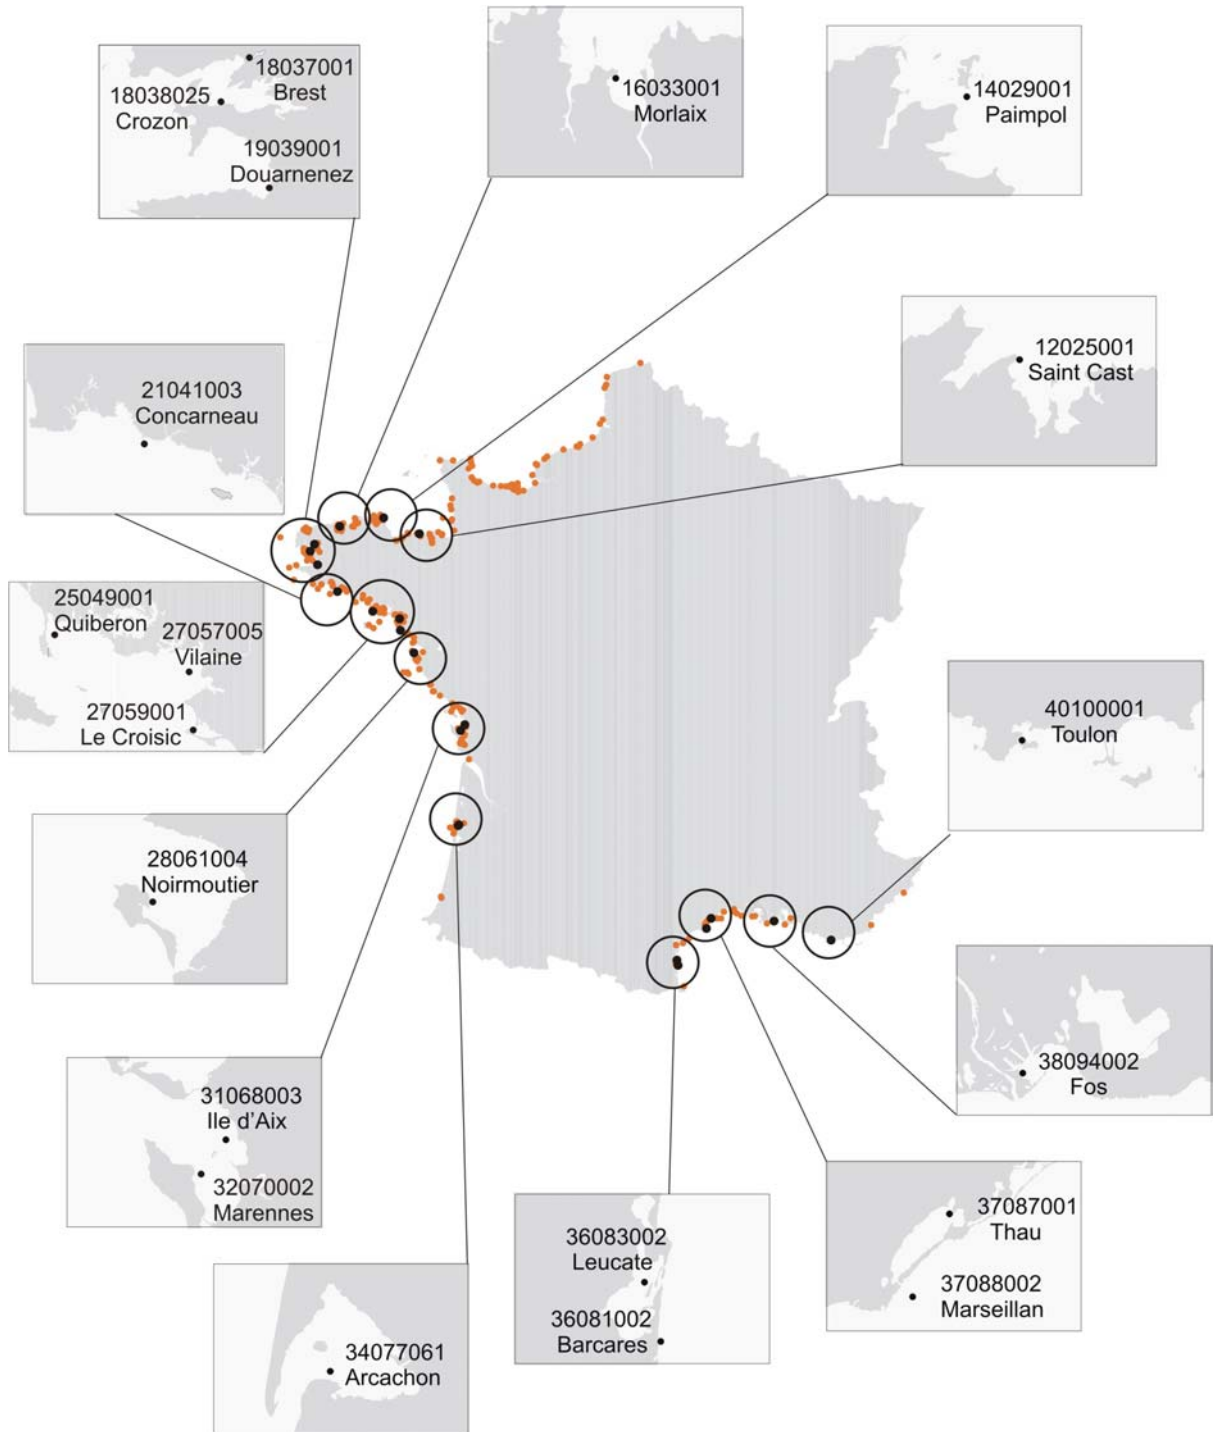 18037001
Brest
18038025
Crozon
19039001
Douarnenez
16033001
Morlaix
14029001
Paimpol
12025001
Saint Cast
21041003
Concarneau
25049001
Quiberon
27057005
Vilaine
27059001
Le Croisic
40100001
Toulon
28061004
Noirmoutier
38094002
Fos
31068003
Ile d'Aix
32070002
Marennes
36083002
Leucate
36081002
Barcares
37087001
Thau
37088002
Marseillan
34077061
Arcachon